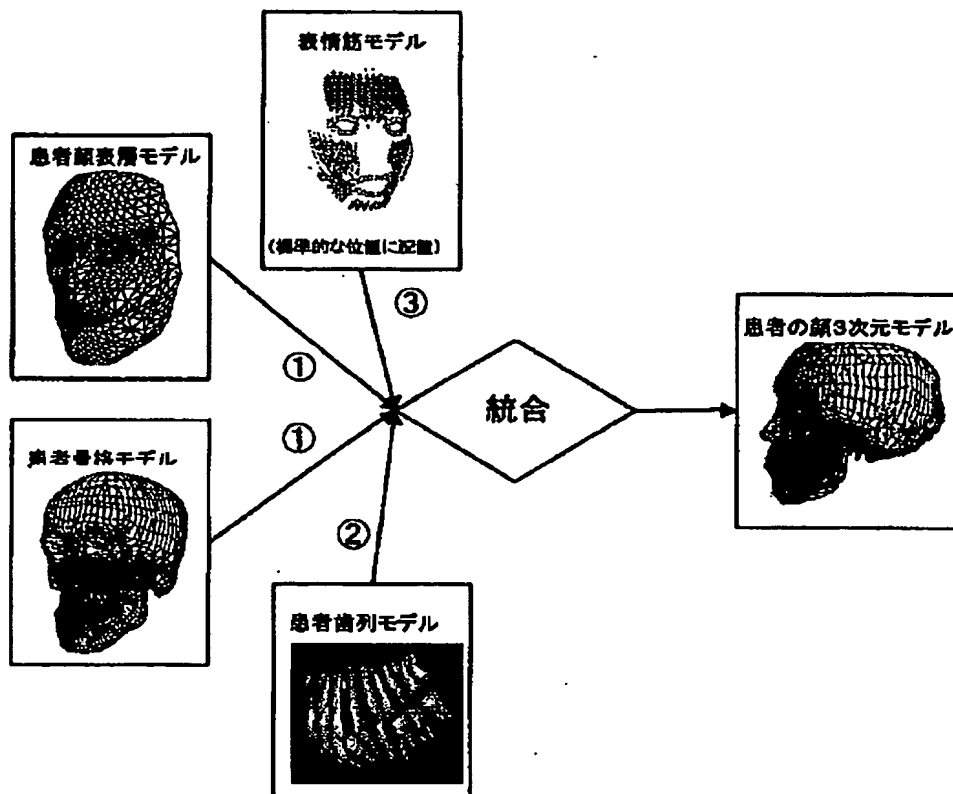 表情筋モデル
(標準的な位置に配置)
患者顔表層モデル
③
①
患者の顔3次元モデル
統合
①
患者骨格モデル
②
患者歯列モデル